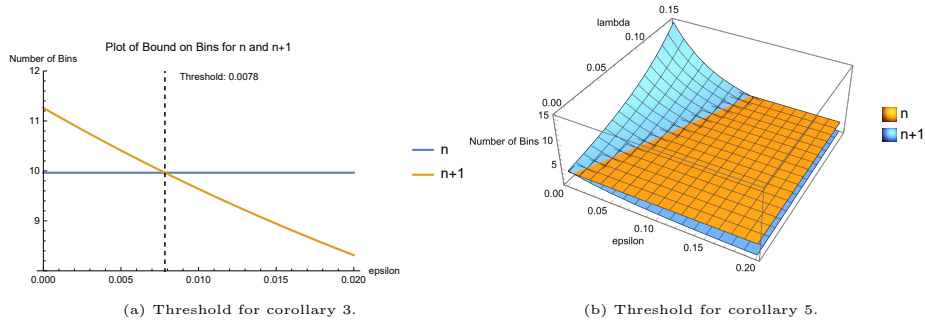 Plot of Bound on Bins for n and n+1
Number of Bins
Threshold: 0.0078
12
11
10
9
0.000
0.005
0.010
0.015
0.020
epsilon
n
n+1
(a) Threshold for corollary 3.
0.15
lambda
0.10
0.05
0.00
15
Number of Bins
10
5
0.00
0.05
0.10
epsilon
0.15
0.20
n
n+1
(b) Threshold for corollary 5.